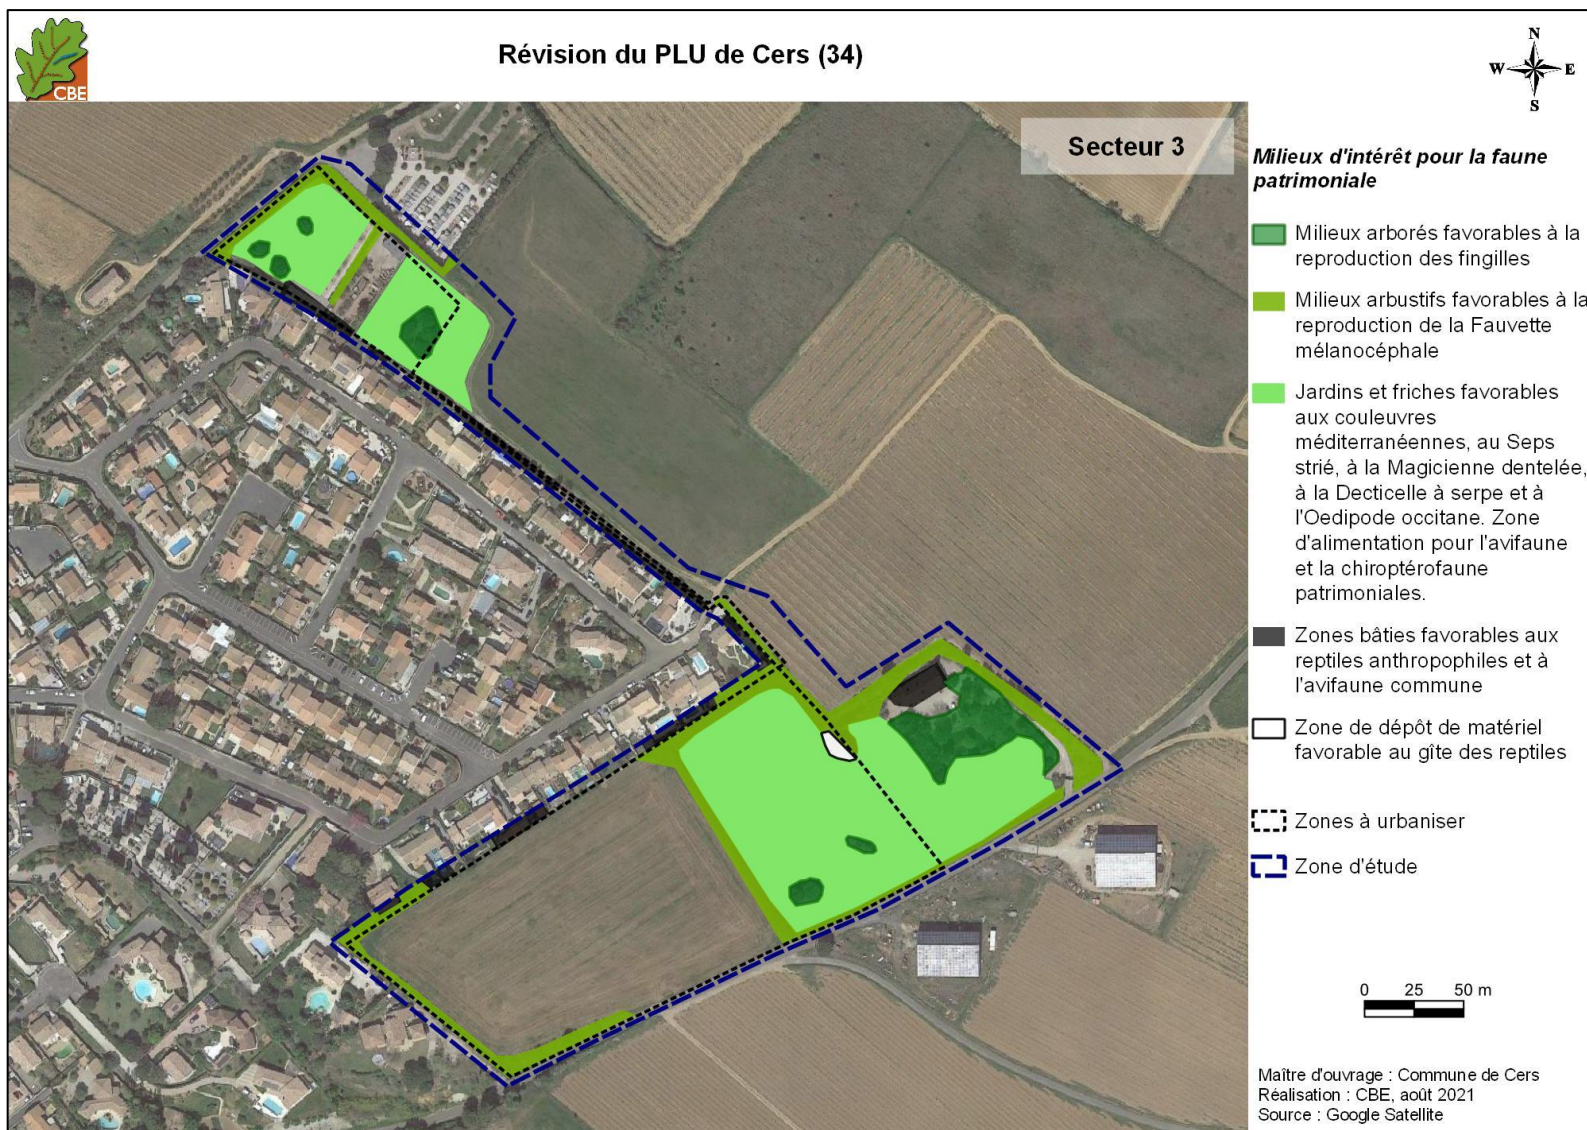 CBE
Révision du PLU de Cers (34)
N
W E
S
Secteur 3
Milieux d'intérêt pour la faune
patrimoniale
Milieux arborés favorables à la
reproduction des fingilles
Milieux arbustifs favorables à la
reproduction de la Fauvette
mélanocéphale
Jardins et friches favorables
aux couleuvres
méditerranéennes, au Seps
strié, à la Magicienne dentelée,
à la Decticelle à serpe et à
l'Oedipode occitane. Zone
d'alimentation pour l'avifaune
et la chiroptérofaune
patrimoniales.
Zones bâties favorables aux
reptiles anthropophiles et à
l'avifaune commune
Zone de dépôt de matériel
favorable au gîte des reptiles
Zones à urbaniser
Zone d'étude
0 25 50 m
Maître d'ouvrage : Commune de Cers
Réalisation : CBE, août 2021
Source : Google Satellite